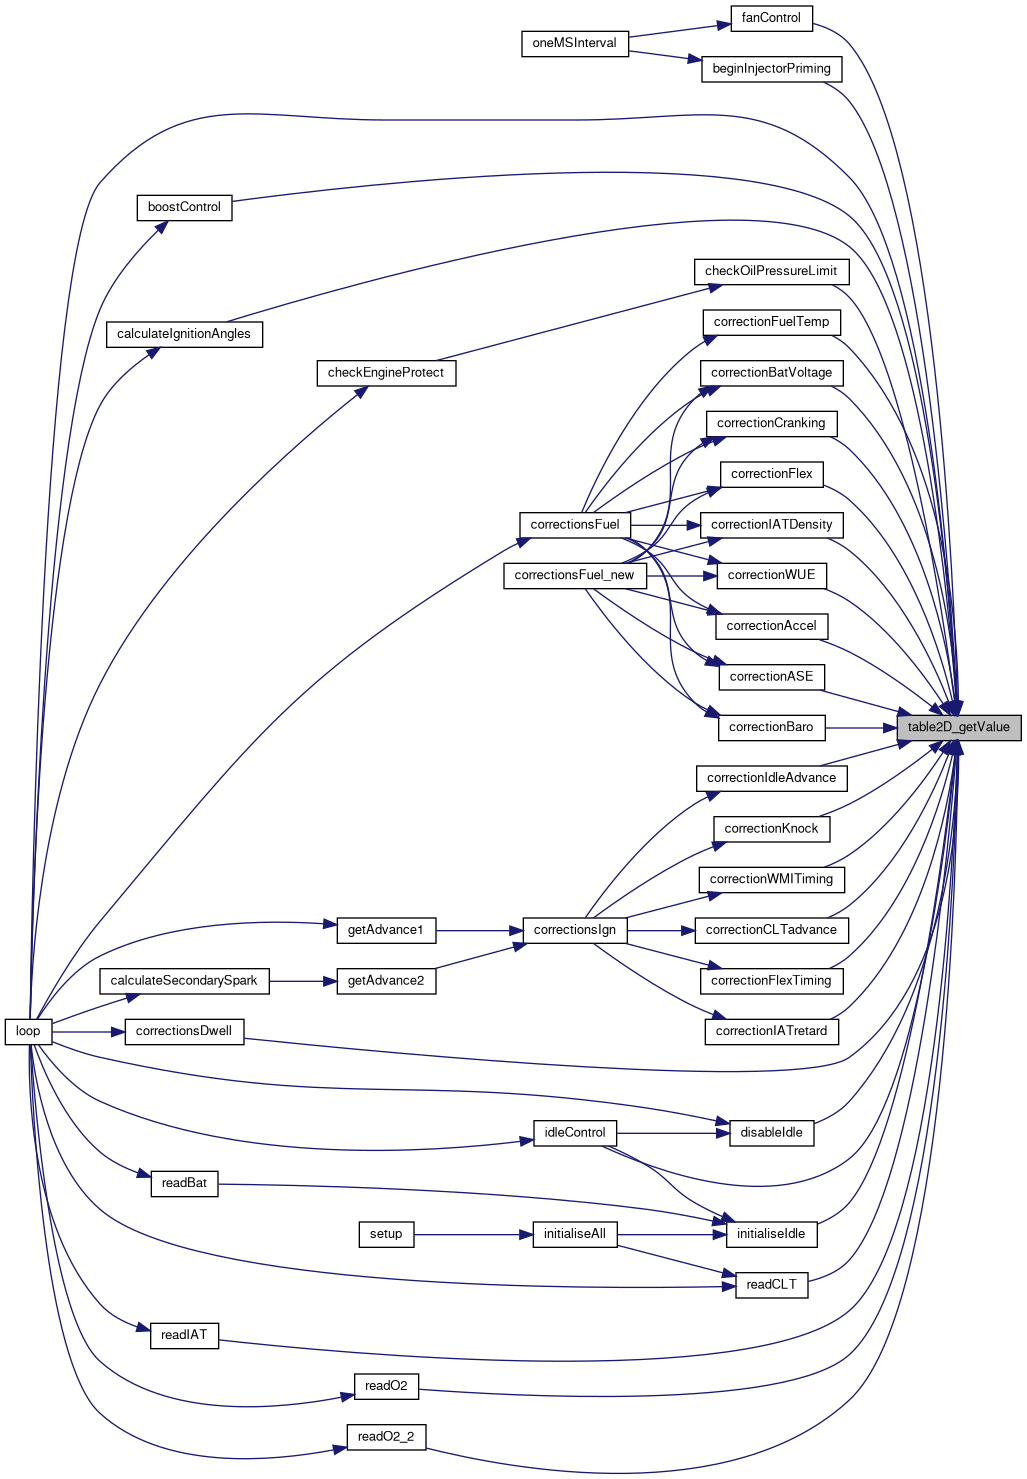 fanControl
oneMSInterval
beginInjectorPriming
boostControl
checkOilPressureLimit
correctionFuelTemp
calculateIgnitionAngles
checkEngineProtect
correctionBatVoltage
correctionCranking
correctionFlex
correctionsFuel
correctionIATDensity
correctionsFuel_new
correctionWUE
correctionAccel
correctionASE
correctionBaro
table2D_getValue
correctionIdleAdvance
correctionKnock
correctionWMITiming
getAdvance1
correctionsIgn
correctionCLTadvance
calculateSecondarySpark
getAdvance2
correctionFlexTiming
loop
correctionsDwell
correctionIATretard
idleControl
disableIdle
readBat
setup
initialiseAll
initialiseIdle
readCLT
readIAT
readO2
readO2_2